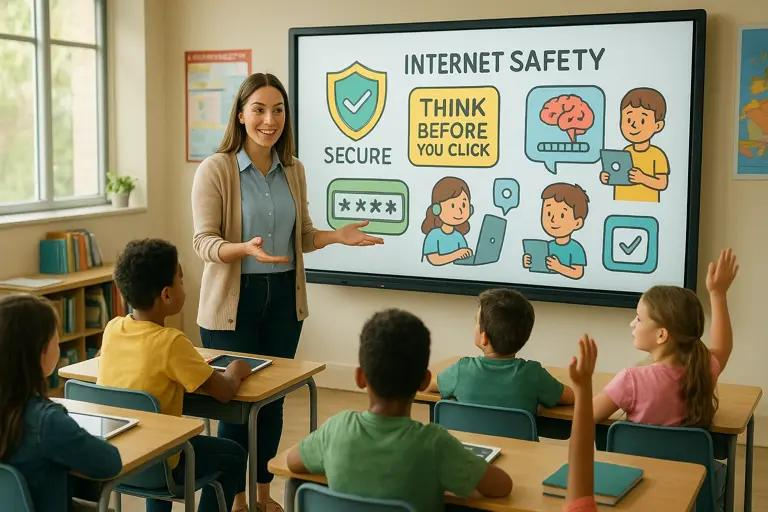 INTERNET SAFETY
SECURE
THINK
BEFORE
YOU CLICK
****